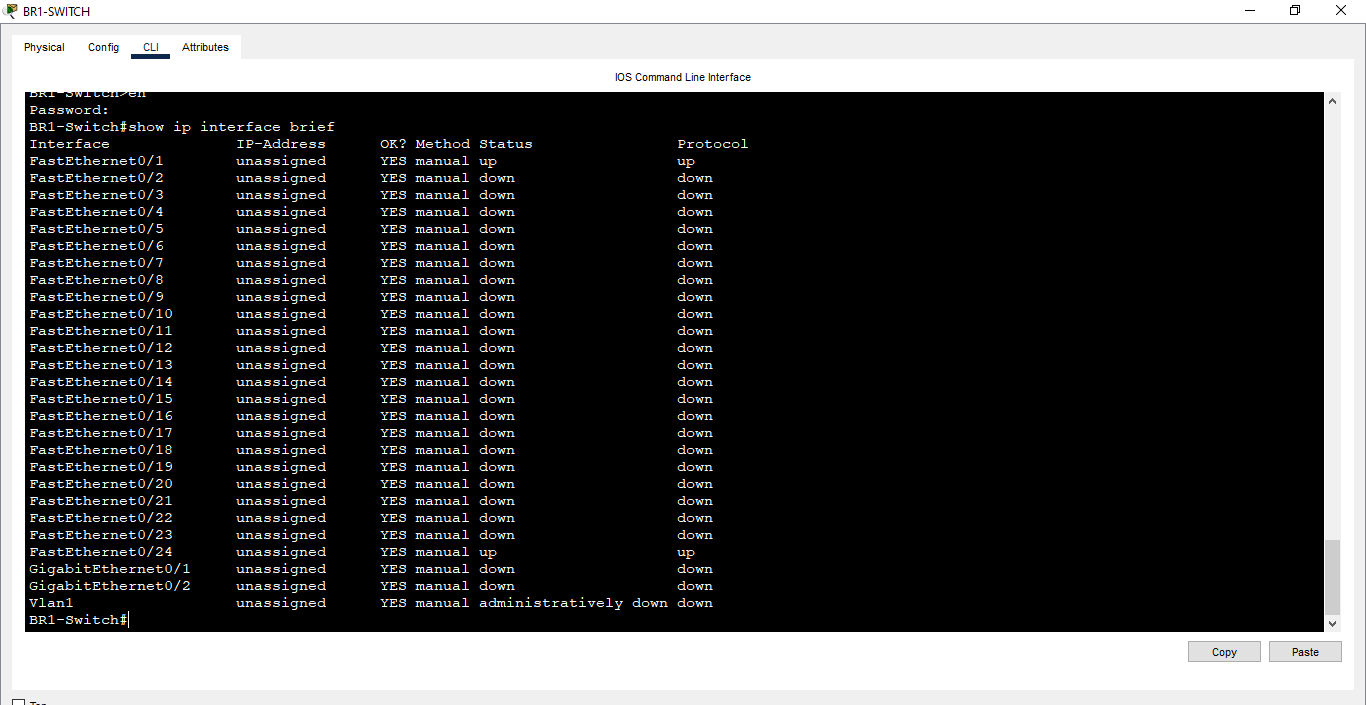 BR1-SWITCH
Physical Config CLI Attributes
IOS Command Line Interface
BR1-Switch>en
Password:
BR1-Switch#show ip interface brief
Interface IP-Address OK? Method Status Protocol
FastEthernet0/1 unassigned YES manual up up
FastEthernet0/2 unassigned YES manual down down
FastEthernet0/3 unassigned YES manual down down
FastEthernet0/4 unassigned YES manual down down
FastEthernet0/5 unassigned YES manual down down
FastEthernet0/6 unassigned YES manual down down
FastEthernet0/7 unassigned YES manual down down
FastEthernet0/8 unassigned YES manual down down
FastEthernet0/9 unassigned YES manual down down
FastEthernet0/10 unassigned YES manual down down
FastEthernet0/11 unassigned YES manual down down
FastEthernet0/12 unassigned YES manual down down
FastEthernet0/13 unassigned YES manual down down
FastEthernet0/14 unassigned YES manual down down
FastEthernet0/15 unassigned YES manual down down
FastEthernet0/16 unassigned YES manual down down
FastEthernet0/17 unassigned YES manual down down
FastEthernet0/18 unassigned YES manual down down
FastEthernet0/19 unassigned YES manual down down
FastEthernet0/20 unassigned YES manual down down
FastEthernet0/21 unassigned YES manual down down
FastEthernet0/22 unassigned YES manual down down
FastEthernet0/23 unassigned YES manual down down
FastEthernet0/24 unassigned YES manual up up
GigabitEthernet0/1 unassigned YES manual down down
GigabitEthernet0/2 unassigned YES manual down down
Vlan1 unassigned YES manual administratively down down
BR1-Switch#
Copy Paste